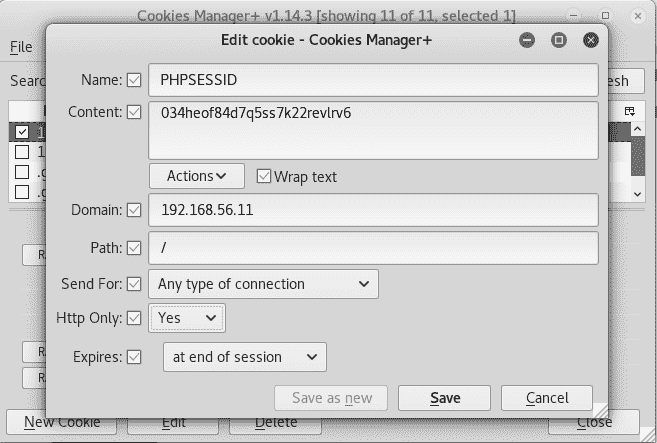 Cookies Manager+ v1.14.3 [showing 11 of 11, selected 1]
Edit cookie - Cookies Manager+
File
Name: PHPSESSID
Content: 034heof84d7q5ss7k22revlrv6
Actions Wrap text
Domain: 192.168.56.11
Path: /
Send For: Any type of connection
Http Only: Yes
Expires: at end of session
Save as new Save Cancel
New Cookie Edit Delete Close